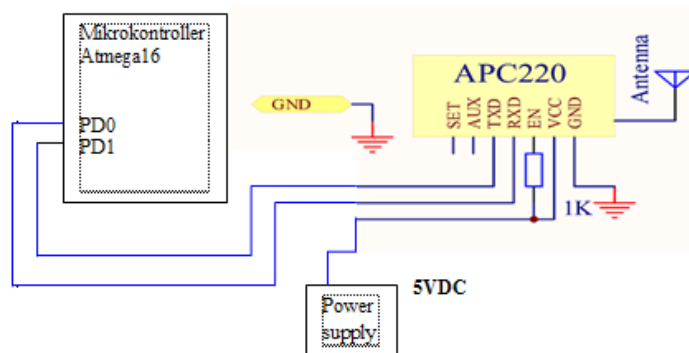 Mikrokontroller
Atmega16
PD0
PD1
GND
APC220
SET
AUX
TXD
RXD
EN
VCC
GND
Antenna
1K
5VDC
Power
supply